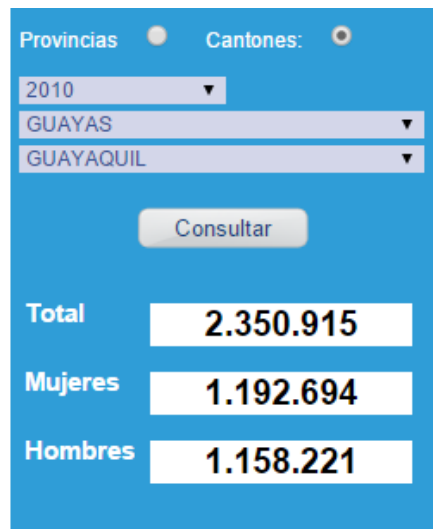 Provincias Cantones:
2010
GUAYAS
GUAYAQUIL
Consultar
Total 2.350.915
Mujeres 1.192.694
Hombres 1.158.221